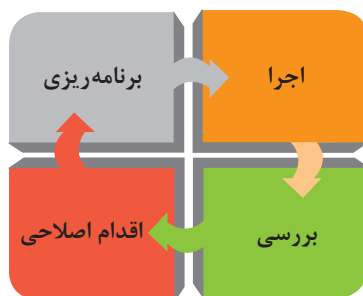 اجرا
برنامه‌ریزی
بررسی
اقدام اصلاحی